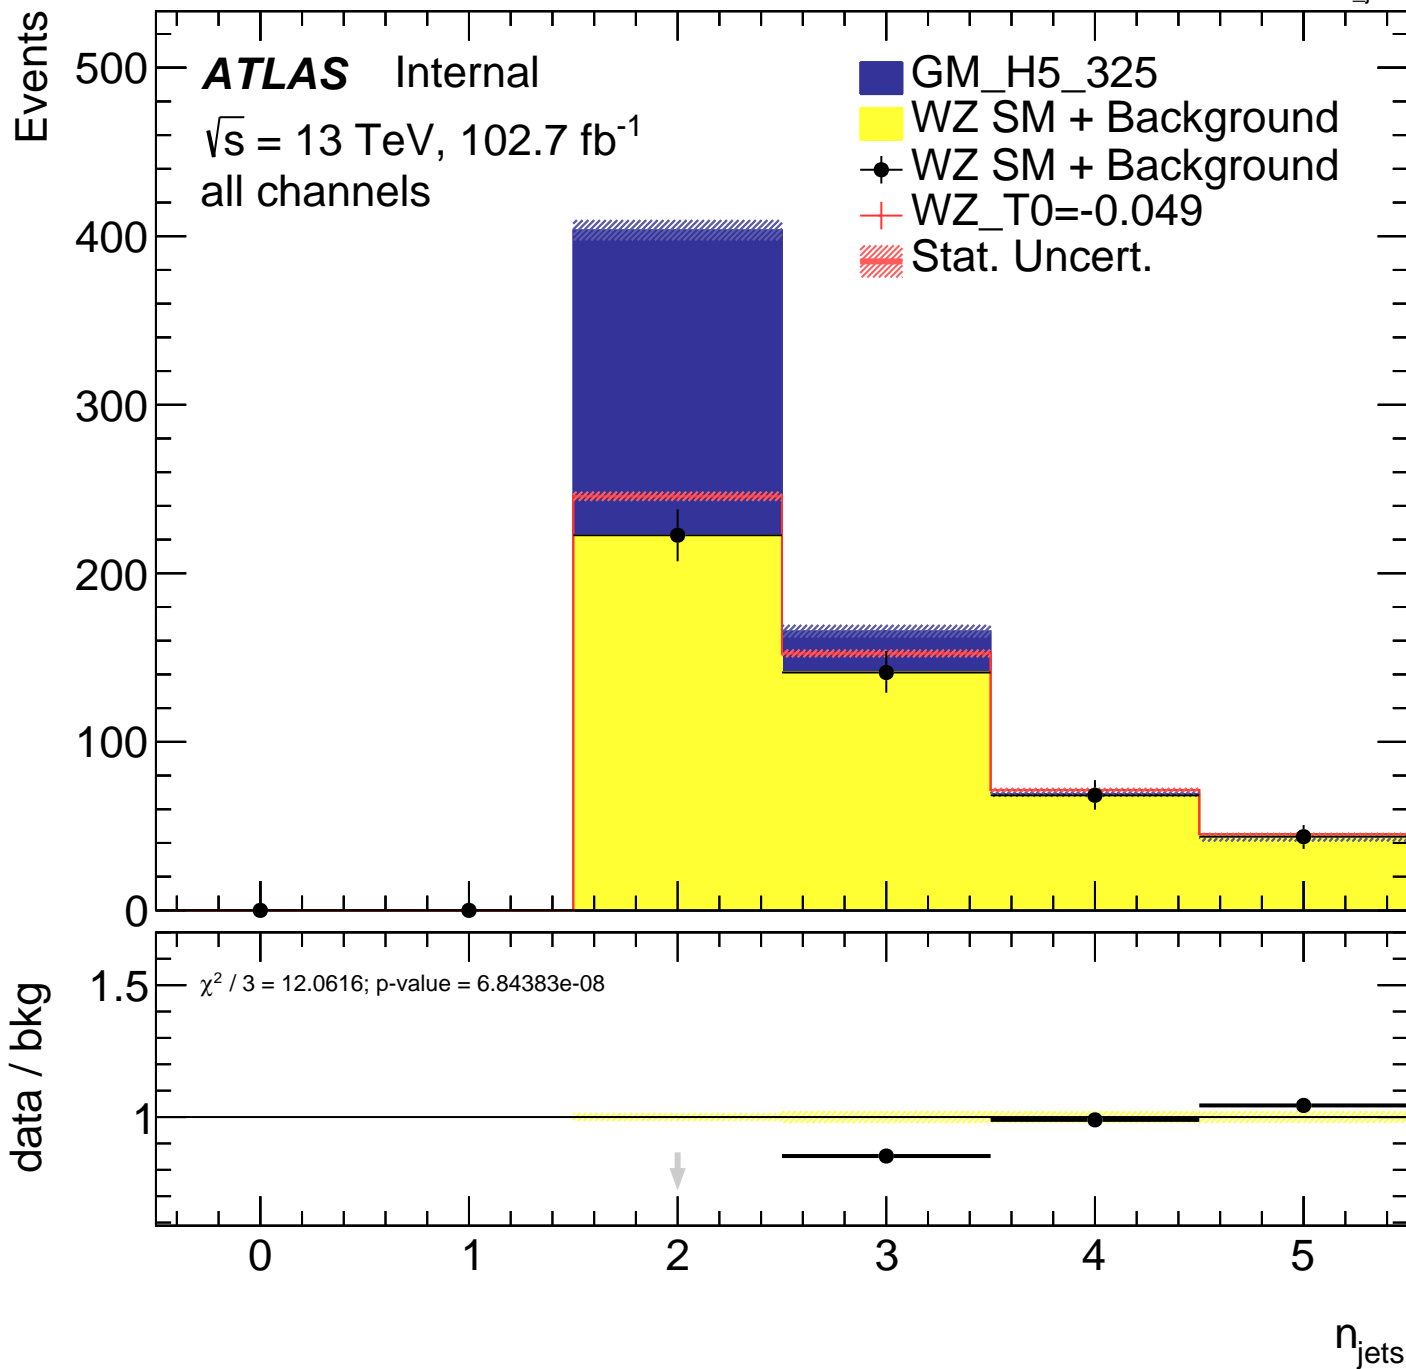 Events
500
400
300
200
100
0
ATLAS Internal
√s = 13 TeV, 102.7 fb⁻¹
all channels
GM_H5_325
WZ SM + Background
WZ SM + Background
WZ_T0=-0.049
Stat. Uncert.
data / bkg
1.5
1
χ² / 3 = 12.0616; p-value = 6.84383e-08
0 1 2 3 4 5
n_jets